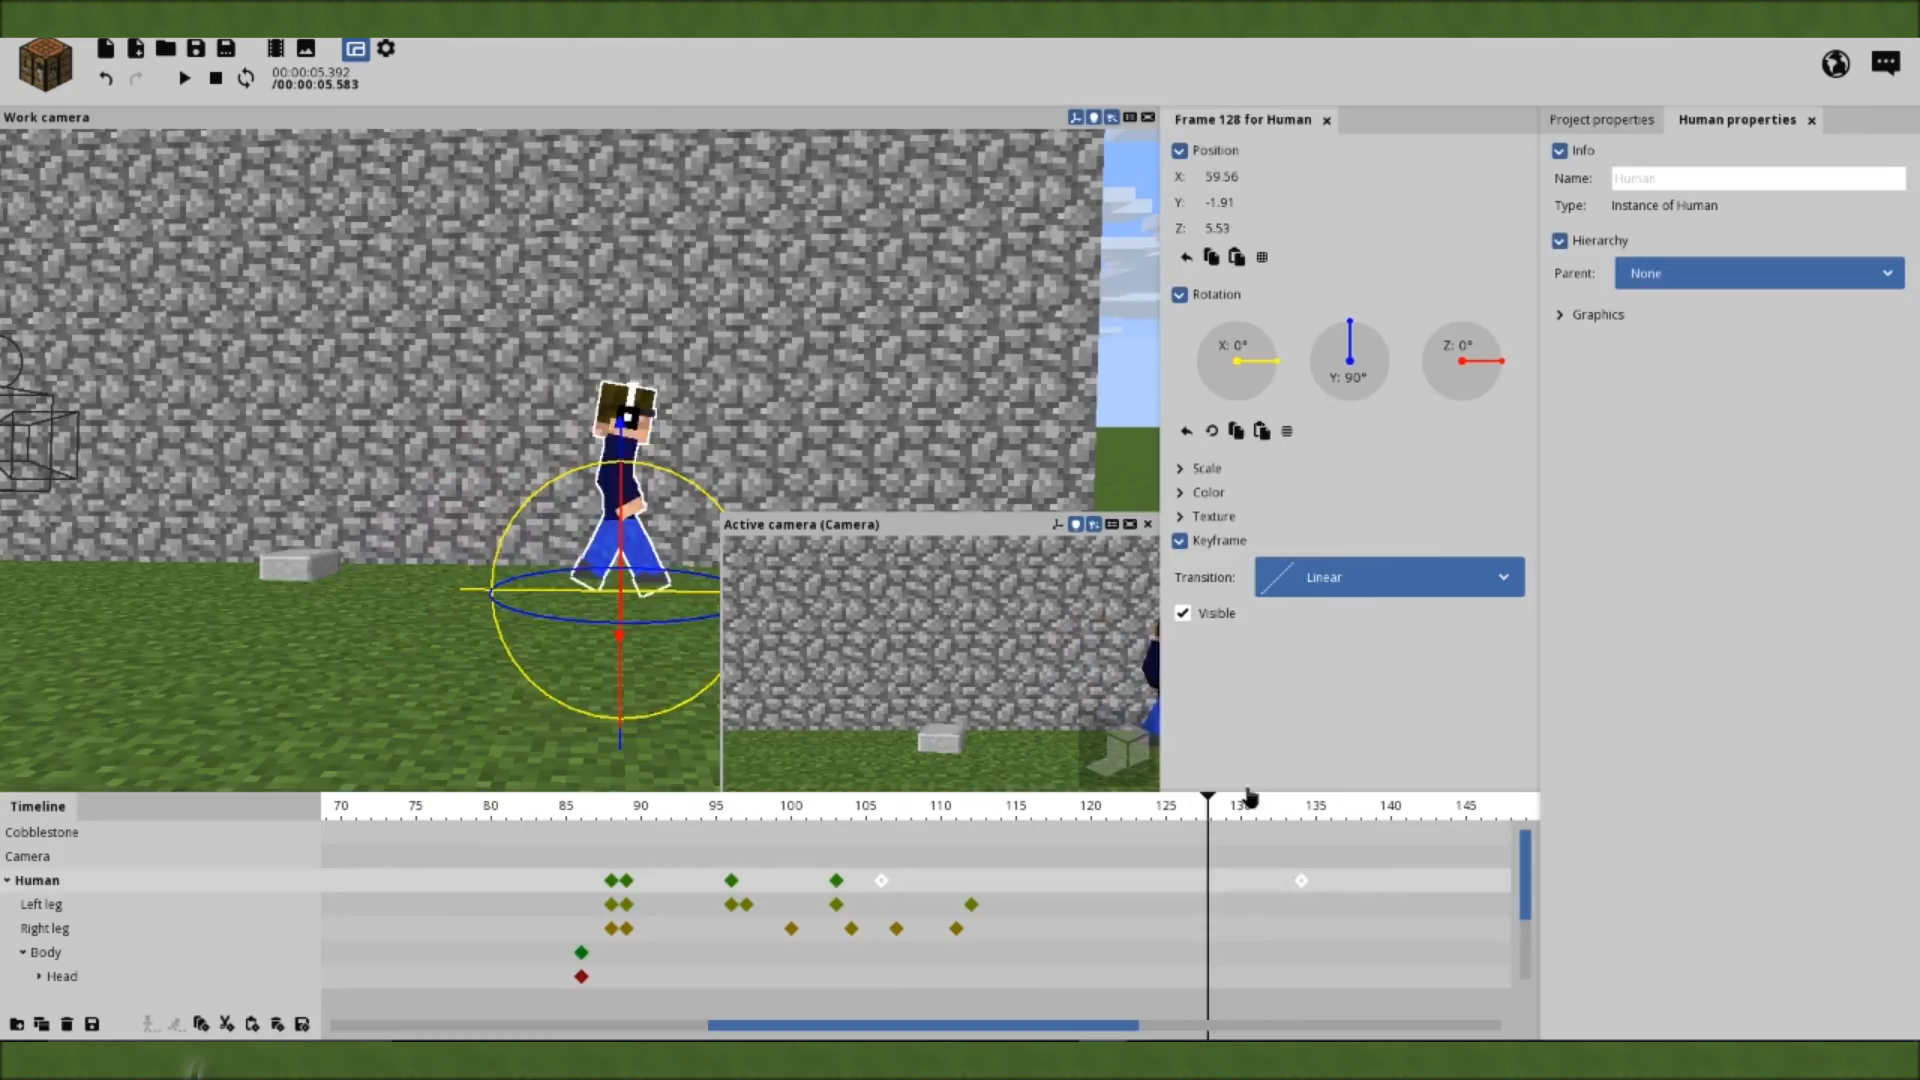 00:00:05.392
/00:00:05.583
Work camera
Frame 128 for Human
Project properties
Human properties
Position
X: 59.56
Y: -1.91
Z: 5.53
Rotation
X: 0°
Y: 90°
Z: 0°
Scale
Color
Texture
Keyframe
Transition: Linear
Visible
Info
Name: Human
Type: Instance of Human
Hierarchy
Parent: None
Graphics
Active camera (Camera)
Timeline
70 75 80 85 90 95 100 105 110 115 120 125 130 135 140 145
Cobblestone
Camera
Human
Left leg
Right leg
Body
Head